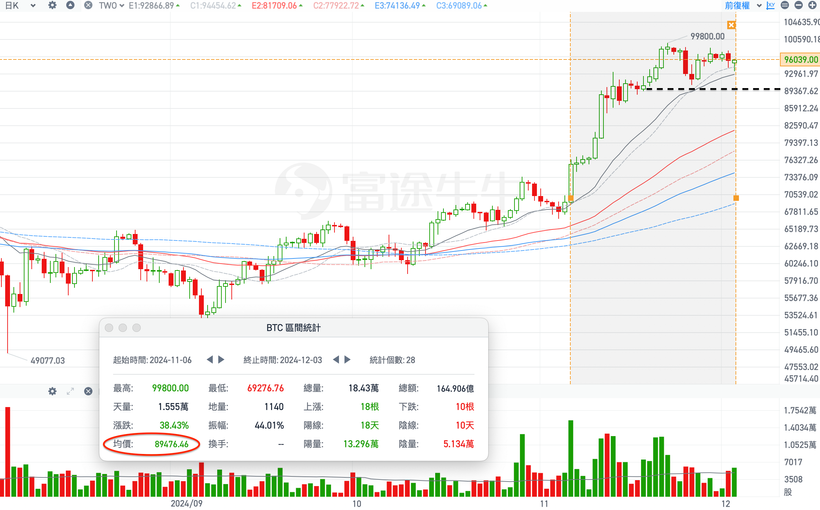 日K TWO E1:92866.89 C1:94454.62 E2:81709.06 C2:77922.72 E3:74136.49 C3:69089.06 前復權
104635.90
99800.00
100590.18
96039.00
92961.97
89367.62
85912.24
82590.47
79397.13
76327.26
73376.09
富途牛牛
70539.02
67811.65
65189.73
62669.18
60246.10
57916.70
55677.36
53524.61
BTC 區間統計
51455.10
49465.60
49077.03
47553.02
45714.40
起始時間: 2024-11-06 終止時間: 2024-12-03 統計個數: 28
最高: 99800.00 最低: 69276.76 總量: 18.43萬 總額: 164.906億
天量: 1.555萬 地量: 1140 上漲: 18根 下跌: 10根
漲跌: 38.43% 振幅: 44.01% 陽線: 18天 陰線: 10天
均價: 89476.46 換手: -- 陽量: 13.296萬 陰量: 5.134萬
1.7542萬
1.4034萬
1.0525萬
7017
3508
股
2024/09 10 11 12